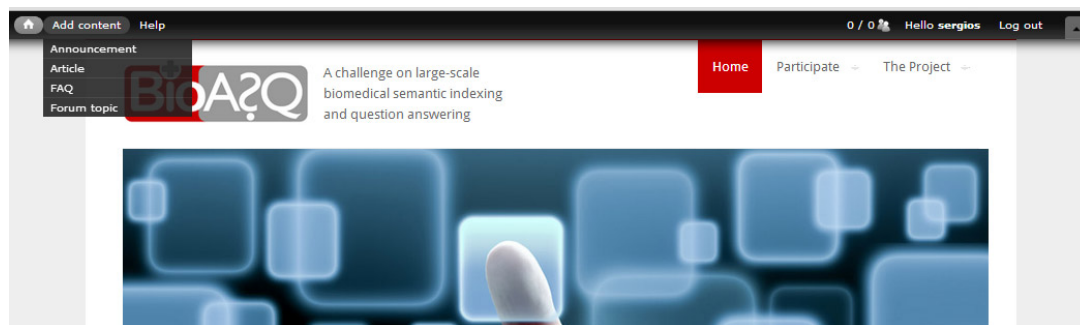 Add content Help 0 / 0 Hello sergios Log out
Announcement
Article
FAQ
Forum topic
BioASQ
A challenge on large-scale
biomedical semantic indexing
and question answering
Home Participate The Project